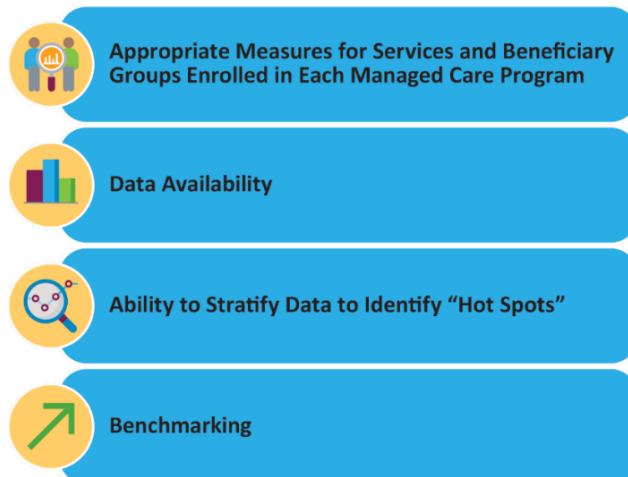 Appropriate Measures for Services and Beneficiary
Groups Enrolled in Each Managed Care Program
Data Availability
Ability to Stratify Data to Identify “Hot Spots”
Benchmarking